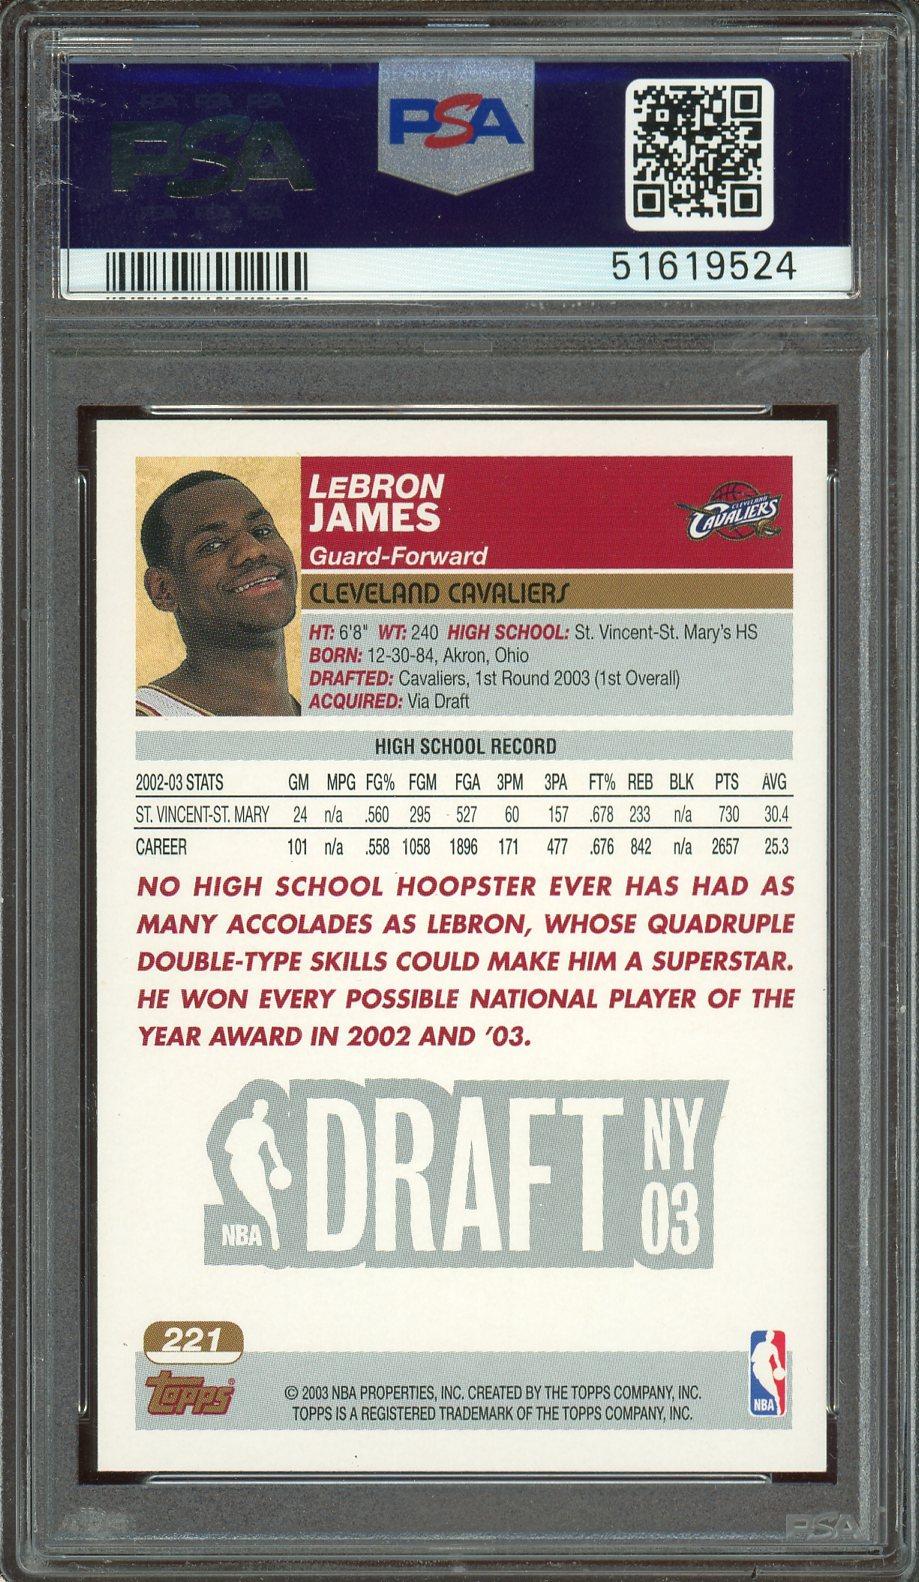 PSA PSA PSA
PSA
PSA PSA PSA
PSA
51619524
LeBRON
JAMES
Guard-Forward
CLEVELAND CAVALIERS
CLEVELAND
CAVALIERS
HT: 6'8" WT: 240 HIGH SCHOOL: St. Vincent-St. Mary's HS
BORN: 12-30-84, Akron, Ohio
DRAFTED: Cavaliers, 1st Round 2003 (1st Overall)
ACQUIRED: Via Draft
HIGH SCHOOL RECORD
2002-03 STATS GM MPG FG% FGM FGA 3PM 3PA FT% REB BLK PTS AVG
ST. VINCENT-ST. MARY 24 n/a .560 295 527 60 157 .678 233 n/a 730 30.4
CAREER 101 n/a .558 1058 1896 171 477 .676 842 n/a 2657 25.3
NO HIGH SCHOOL HOOPSTER EVER HAS HAD AS
MANY ACCOLADES AS LEBRON, WHOSE QUADRUPLE
DOUBLE-TYPE SKILLS COULD MAKE HIM A SUPERSTAR.
HE WON EVERY POSSIBLE NATIONAL PLAYER OF THE
YEAR AWARD IN 2002 AND '03.
NBA DRAFT NY 03
221
Topps®
© 2003 NBA PROPERTIES, INC. CREATED BY THE TOPPS COMPANY, INC.
TOPPS IS A REGISTERED TRADEMARK OF THE TOPPS COMPANY, INC.
NBA
PSA